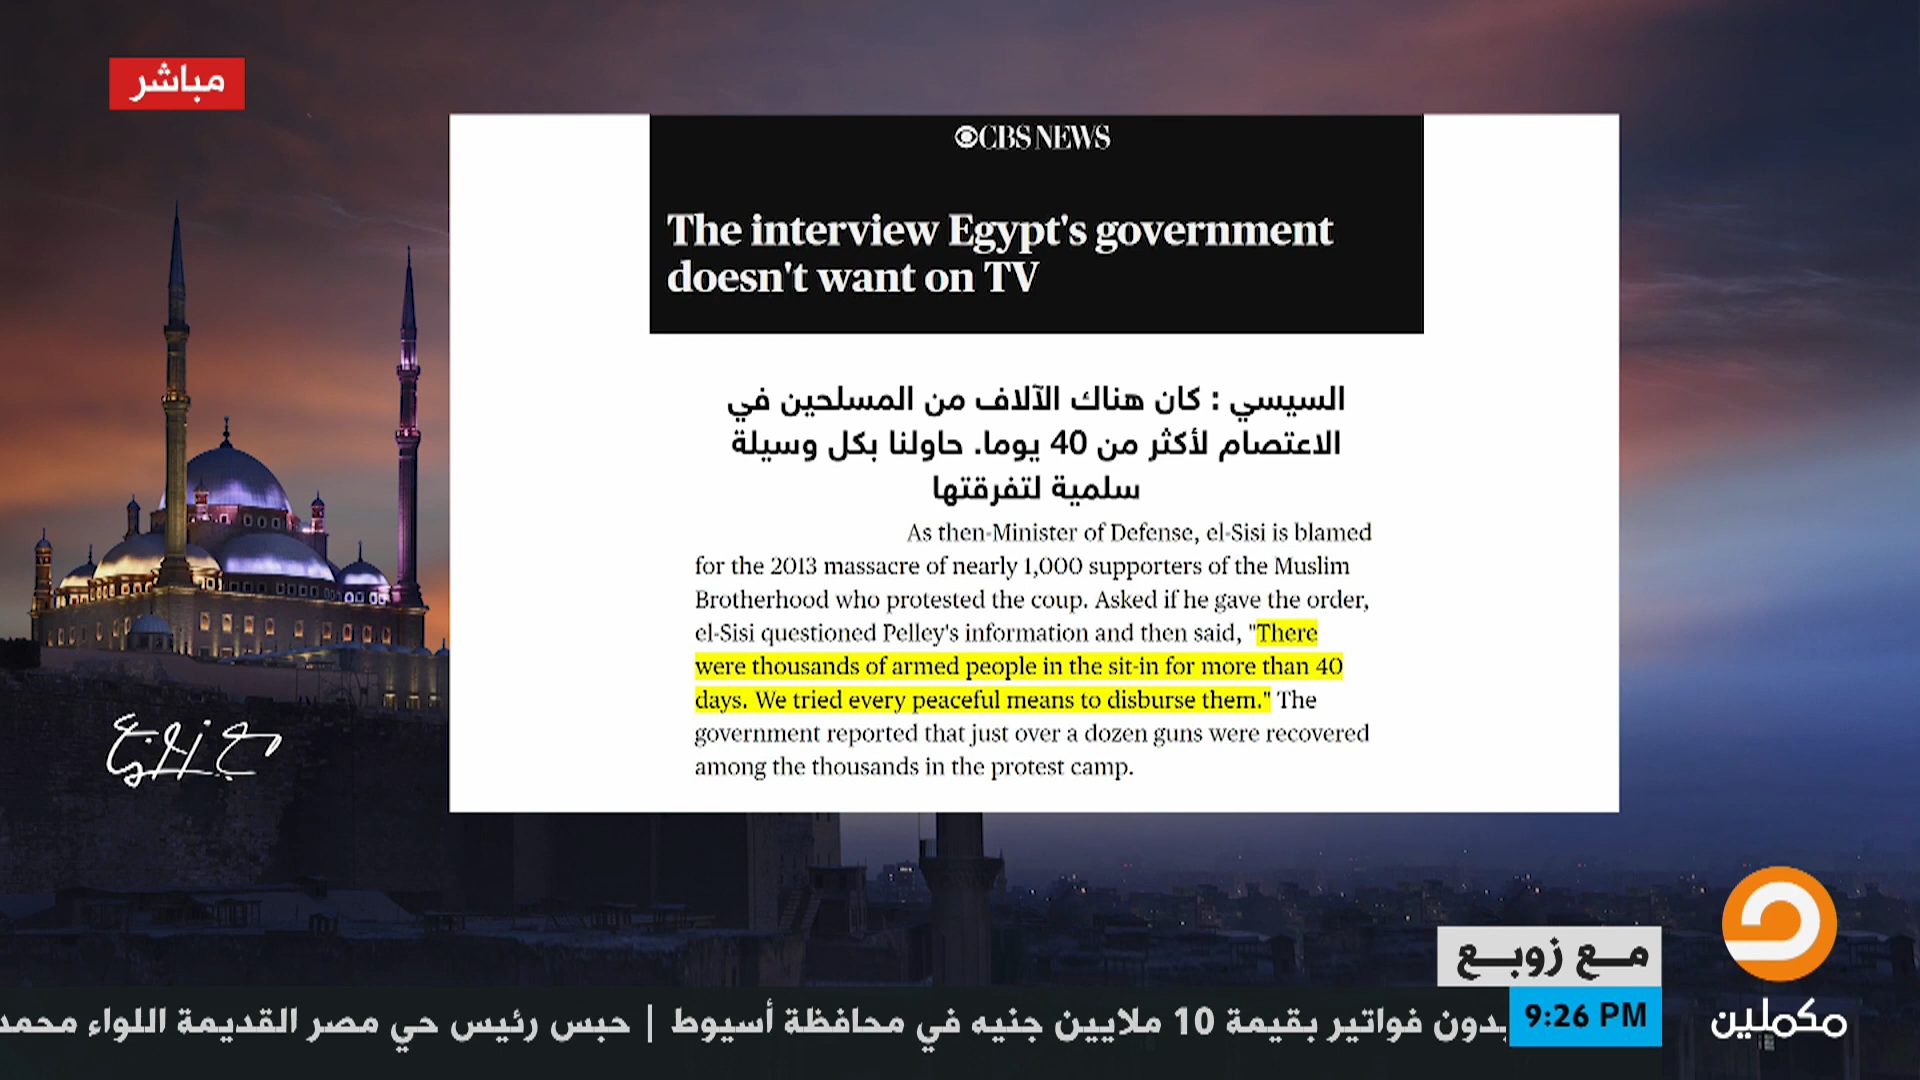 مباشر
CBS NEWS
The interview Egypt's government
doesn't want on TV
السيسي : كان هناك الآلاف من المسلحين في
الاعتصام لأكثر من 40 يوما. حاولنا بكل وسيلة
سلمية لتفرقتها
As then-Minister of Defense, el-Sisi is blamed
for the 2013 massacre of nearly 1,000 supporters of the Muslim
Brotherhood who protested the coup. Asked if he gave the order,
el-Sisi questioned Pelley's information and then said, "There
were thousands of armed people in the sit-in for more than 40
days. We tried every peaceful means to disburse them." The
government reported that just over a dozen guns were recovered
among the thousands in the protest camp.
مع زوبع
مع زوبع
9:26 PM
بدون فواتير بقيمة 10 ملايين جنيه في محافظة أسيوط | حبس رئيس حي مصر القديمة اللواء محمد
مكملين